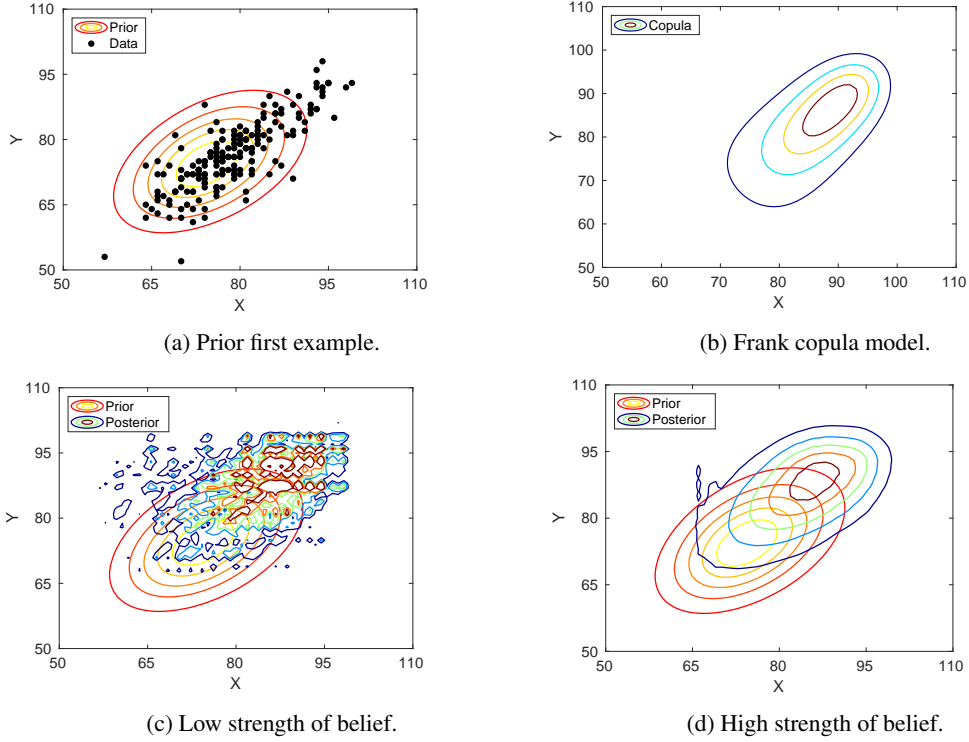 Prior
Data
Y
110
95
80
65
50
50
65
80
95
110
X
(a) Prior first example.
Copula
Y
110
100
90
80
70
60
50
50
60
70
80
90
100
110
X
(b) Frank copula model.
Prior
Posterior
Y
110
95
80
65
50
50
65
80
95
110
X
(c) Low strength of belief.
Prior
Posterior
Y
110
95
80
65
50
50
65
80
95
110
X
(d) High strength of belief.